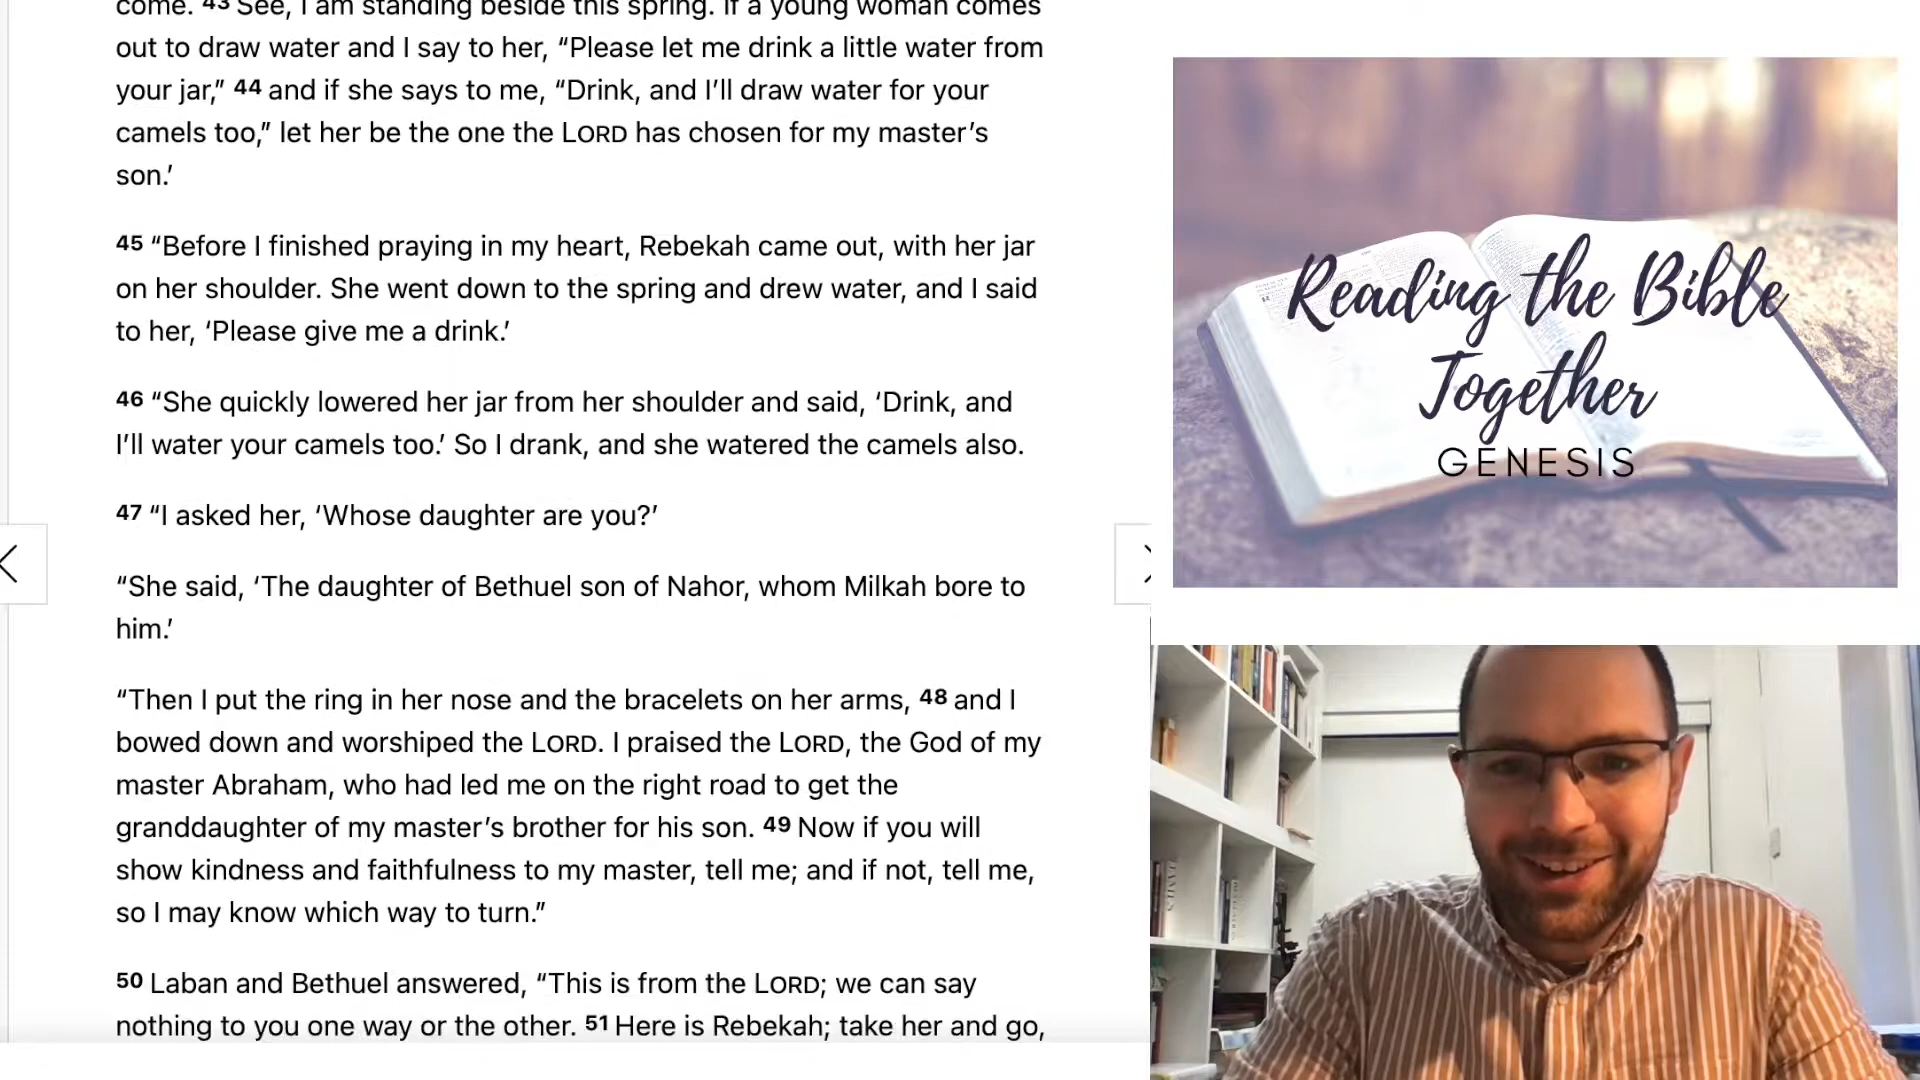 come. 43 See, I am standing beside this spring. If a young woman comes
out to draw water and I say to her, “Please let me drink a little water from
your jar,” 44 and if she says to me, “Drink, and I’ll draw water for your
camels too,” let her be the one the LORD has chosen for my master’s
son.’
45 “Before I finished praying in my heart, Rebekah came out, with her jar
on her shoulder. She went down to the spring and drew water, and I said
to her, ‘Please give me a drink.’
46 “She quickly lowered her jar from her shoulder and said, ‘Drink, and
I’ll water your camels too.’ So I drank, and she watered the camels also.
47 “I asked her, ‘Whose daughter are you?’
“She said, ‘The daughter of Bethuel son of Nahor, whom Milkah bore to
him.’
“Then I put the ring in her nose and the bracelets on her arms, 48 and I
bowed down and worshiped the LORD. I praised the LORD, the God of my
master Abraham, who had led me on the right road to get the
granddaughter of my master’s brother for his son. 49 Now if you will
show kindness and faithfulness to my master, tell me; and if not, tell me,
so I may know which way to turn.”
50 Laban and Bethuel answered, “This is from the LORD; we can say
nothing to you one way or the other. 51 Here is Rebekah; take her and go,
Reading the Bible
Together
GENESIS